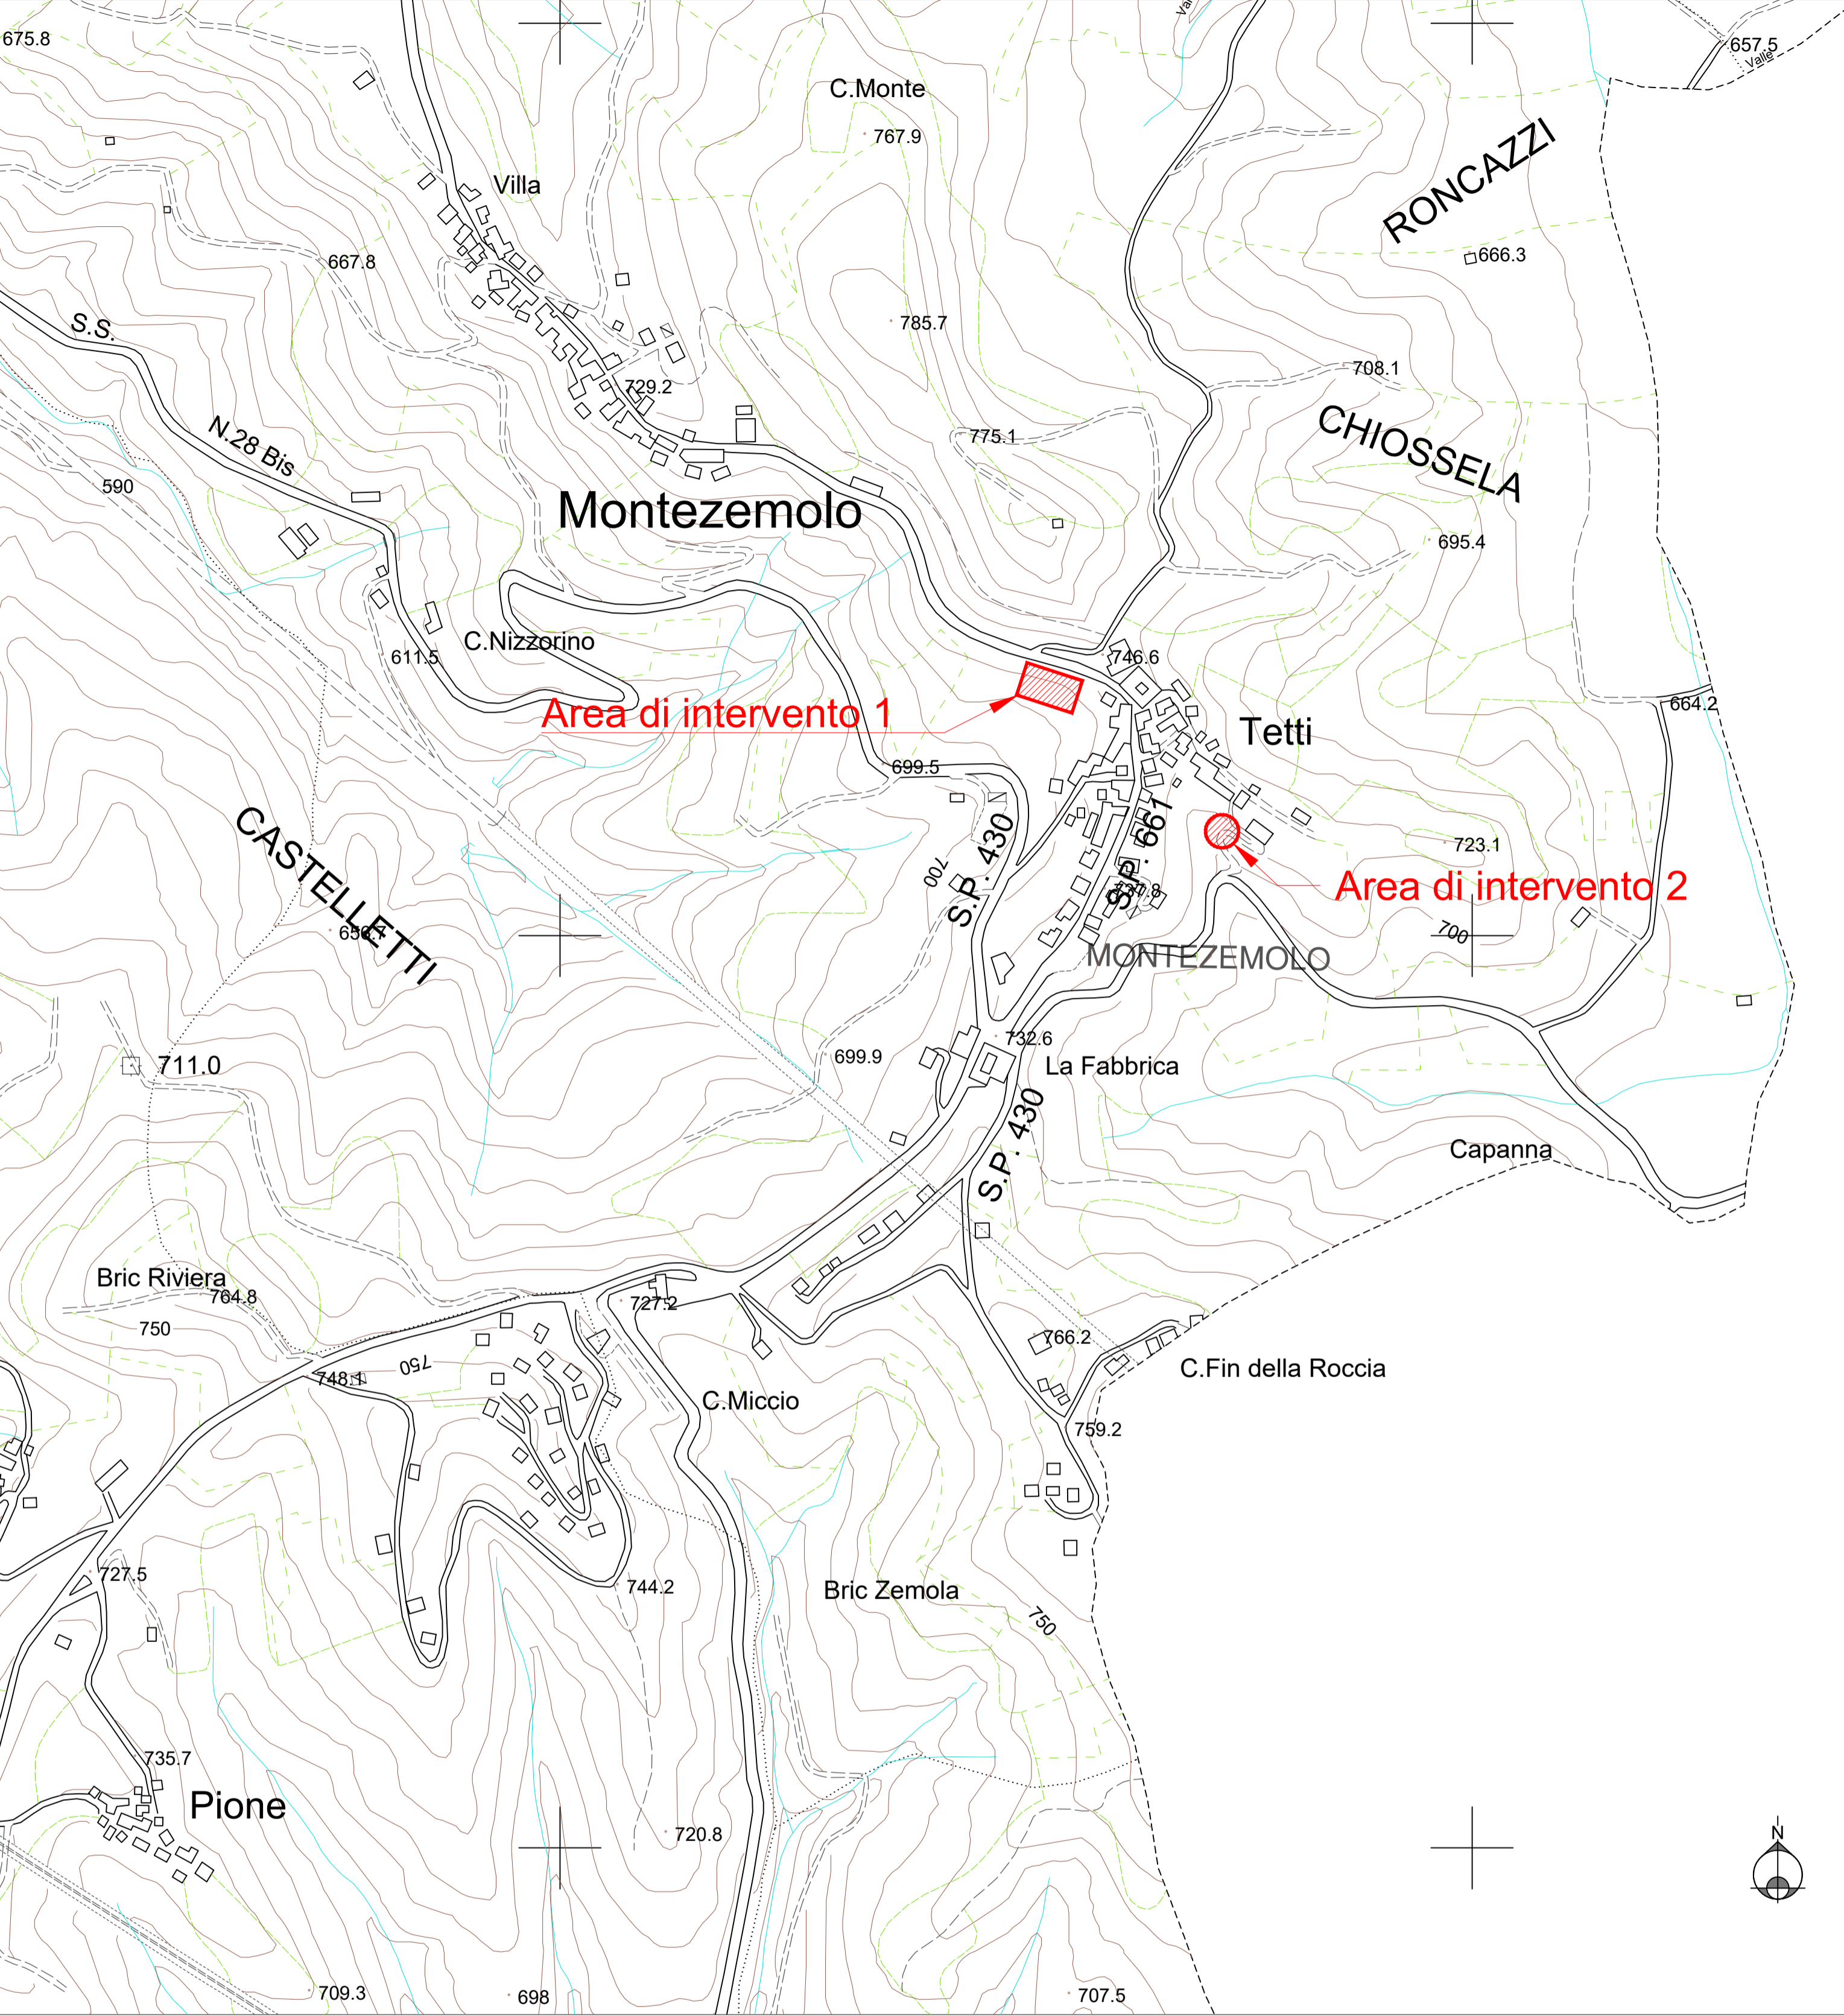 675.8
657.5
Valle
C.Monte
767.9
RONCAZZI
Villa
667.8
666.3
S.S.
785.7
708.1
729.2
CHIOSSELA
N.28 Bis
775.1
590
Montezemolo
695.4
C.Nizzorino
611.5
746.6
664.2
Area di intervento 1
Tetti
699.5
CASTELLETTI
S.P. 661
723.1
700
S.P. 430
Area di intervento 2
700
MONTEZEMOLO
732.6
699.9
La Fabbrica
711.0
S.P. 430
Capanna
Bric Riviera
764.8
727.2
750
766.2
750
748.1
C.Fin della Roccia
C.Miccio
759.2
727.5
744.2
Bric Zemola
750
735.7
Pione
720.8
N
709.3
698
707.5